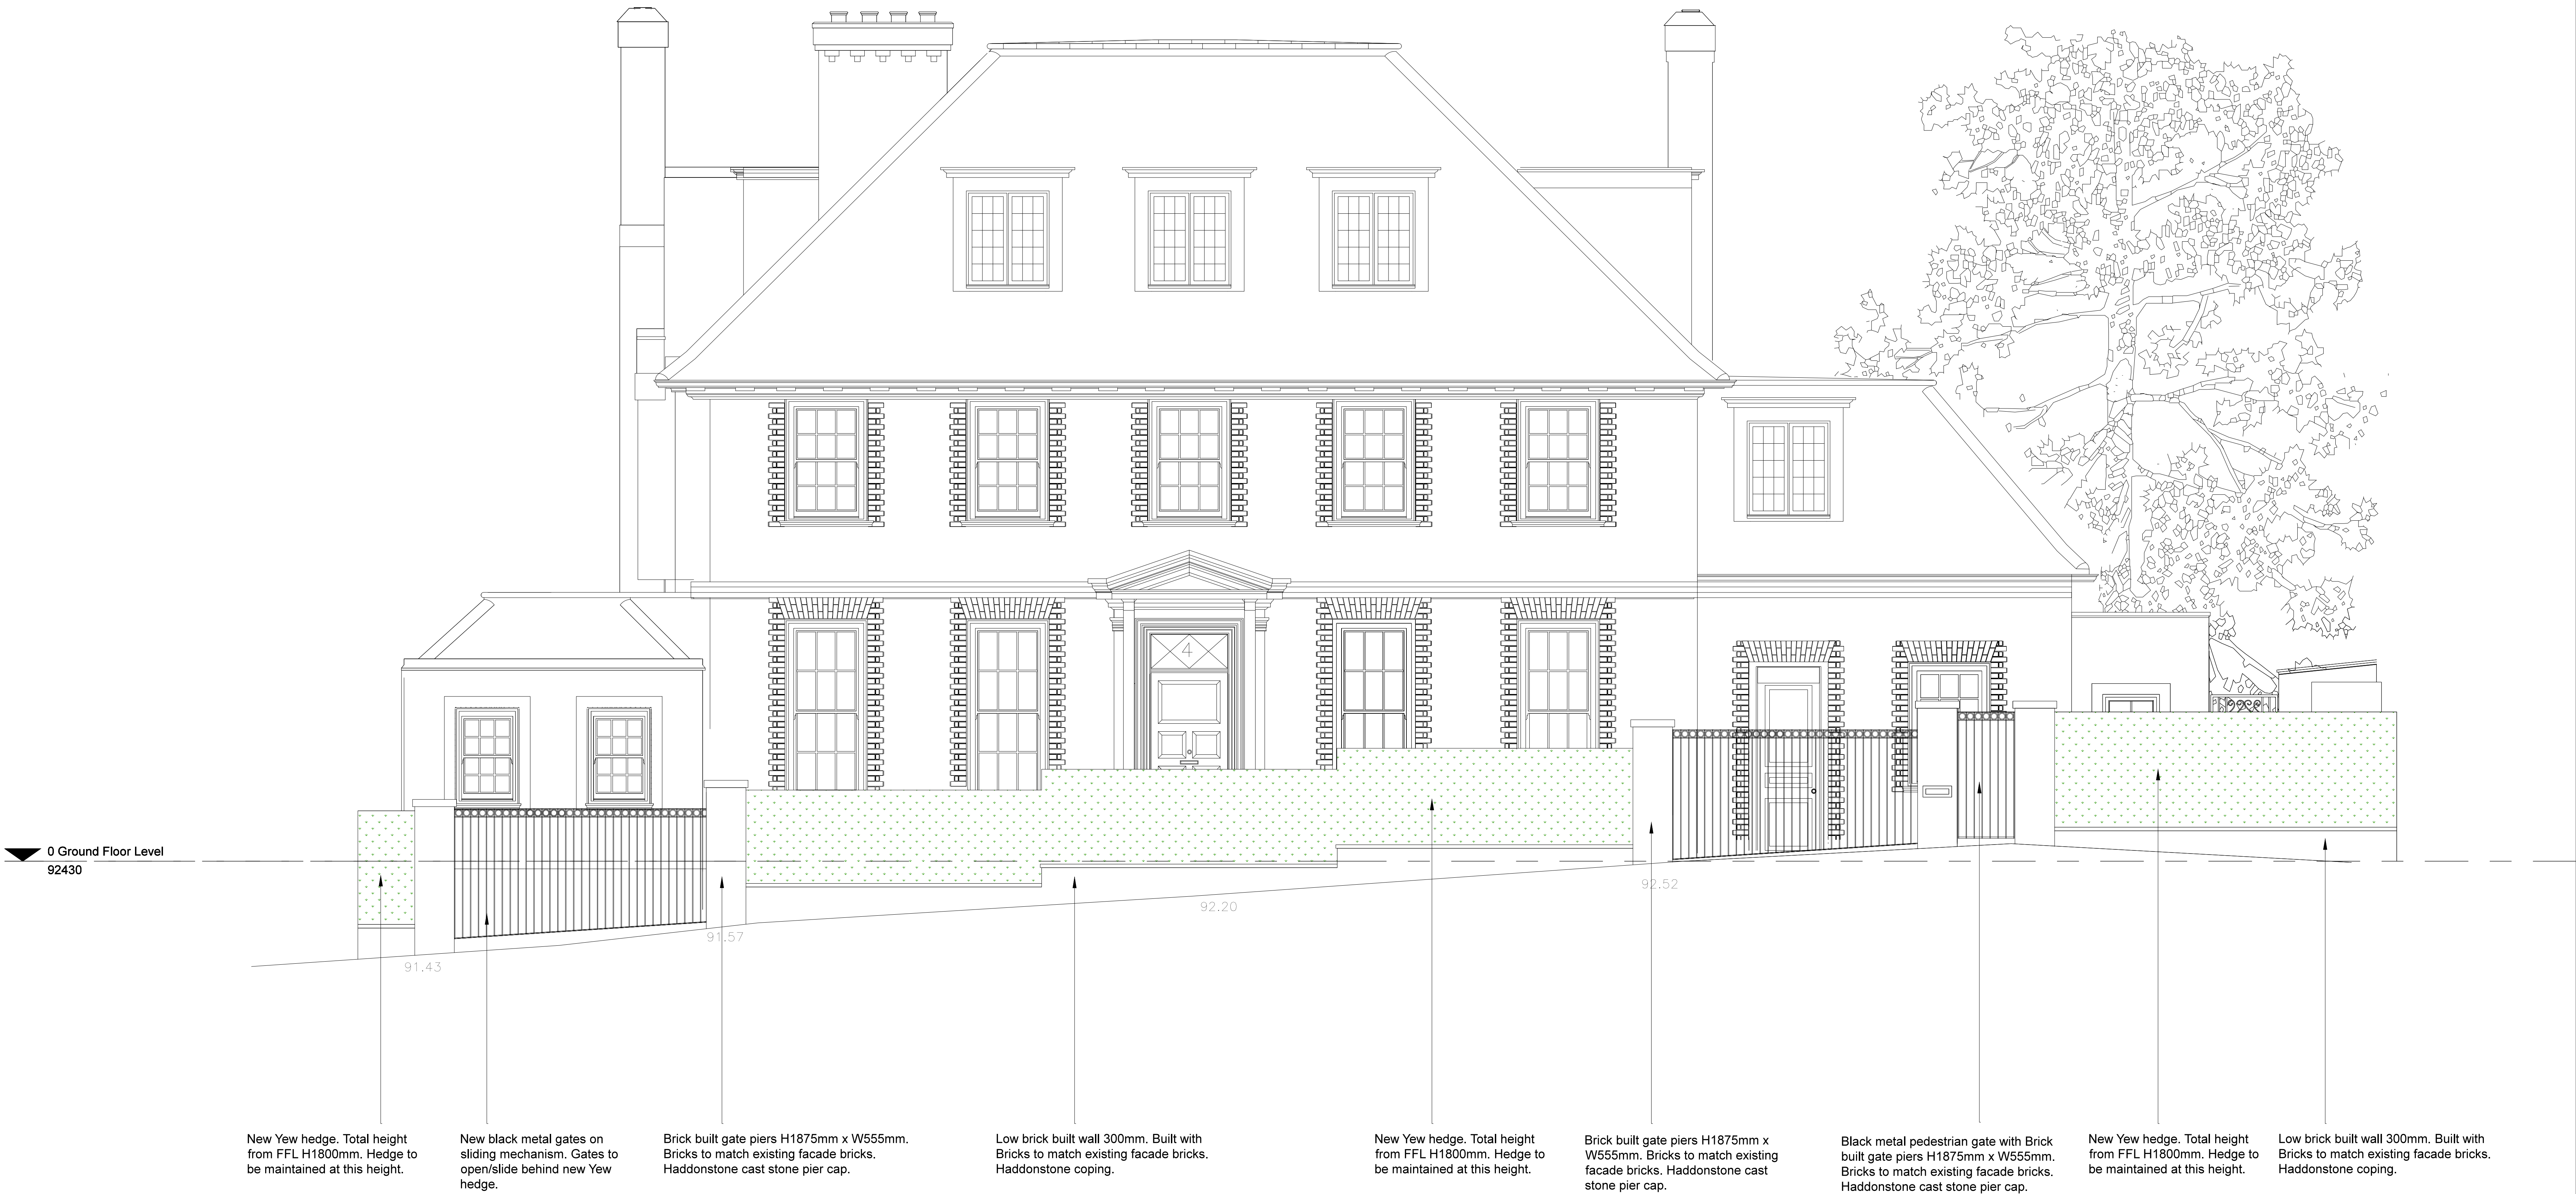 4
0 Ground Floor Level
92430
92.52
92.20
91.57
91.43
New Yew hedge. Total height
from FFL H1800mm. Hedge to
be maintained at this height.
New black metal gates on
sliding mechanism. Gates to
open/slide behind new Yew
hedge.
Brick built gate piers H1875mm x W555mm.
Bricks to match existing facade bricks.
Haddonstone cast stone pier cap.
Low brick built wall 300mm. Built with
Bricks to match existing facade bricks.
Haddonstone coping.
New Yew hedge. Total height
from FFL H1800mm. Hedge to
be maintained at this height.
Brick built gate piers H1875mm x
W555mm. Bricks to match existing
facade bricks. Haddonstone cast
stone pier cap.
Black metal pedestrian gate with Brick
built gate piers H1875mm x W555mm.
Bricks to match existing facade bricks.
Haddonstone cast stone pier cap.
New Yew hedge. Total height
from FFL H1800mm. Hedge to
be maintained at this height.
Low brick built wall 300mm. Built with
Bricks to match existing facade bricks.
Haddonstone coping.